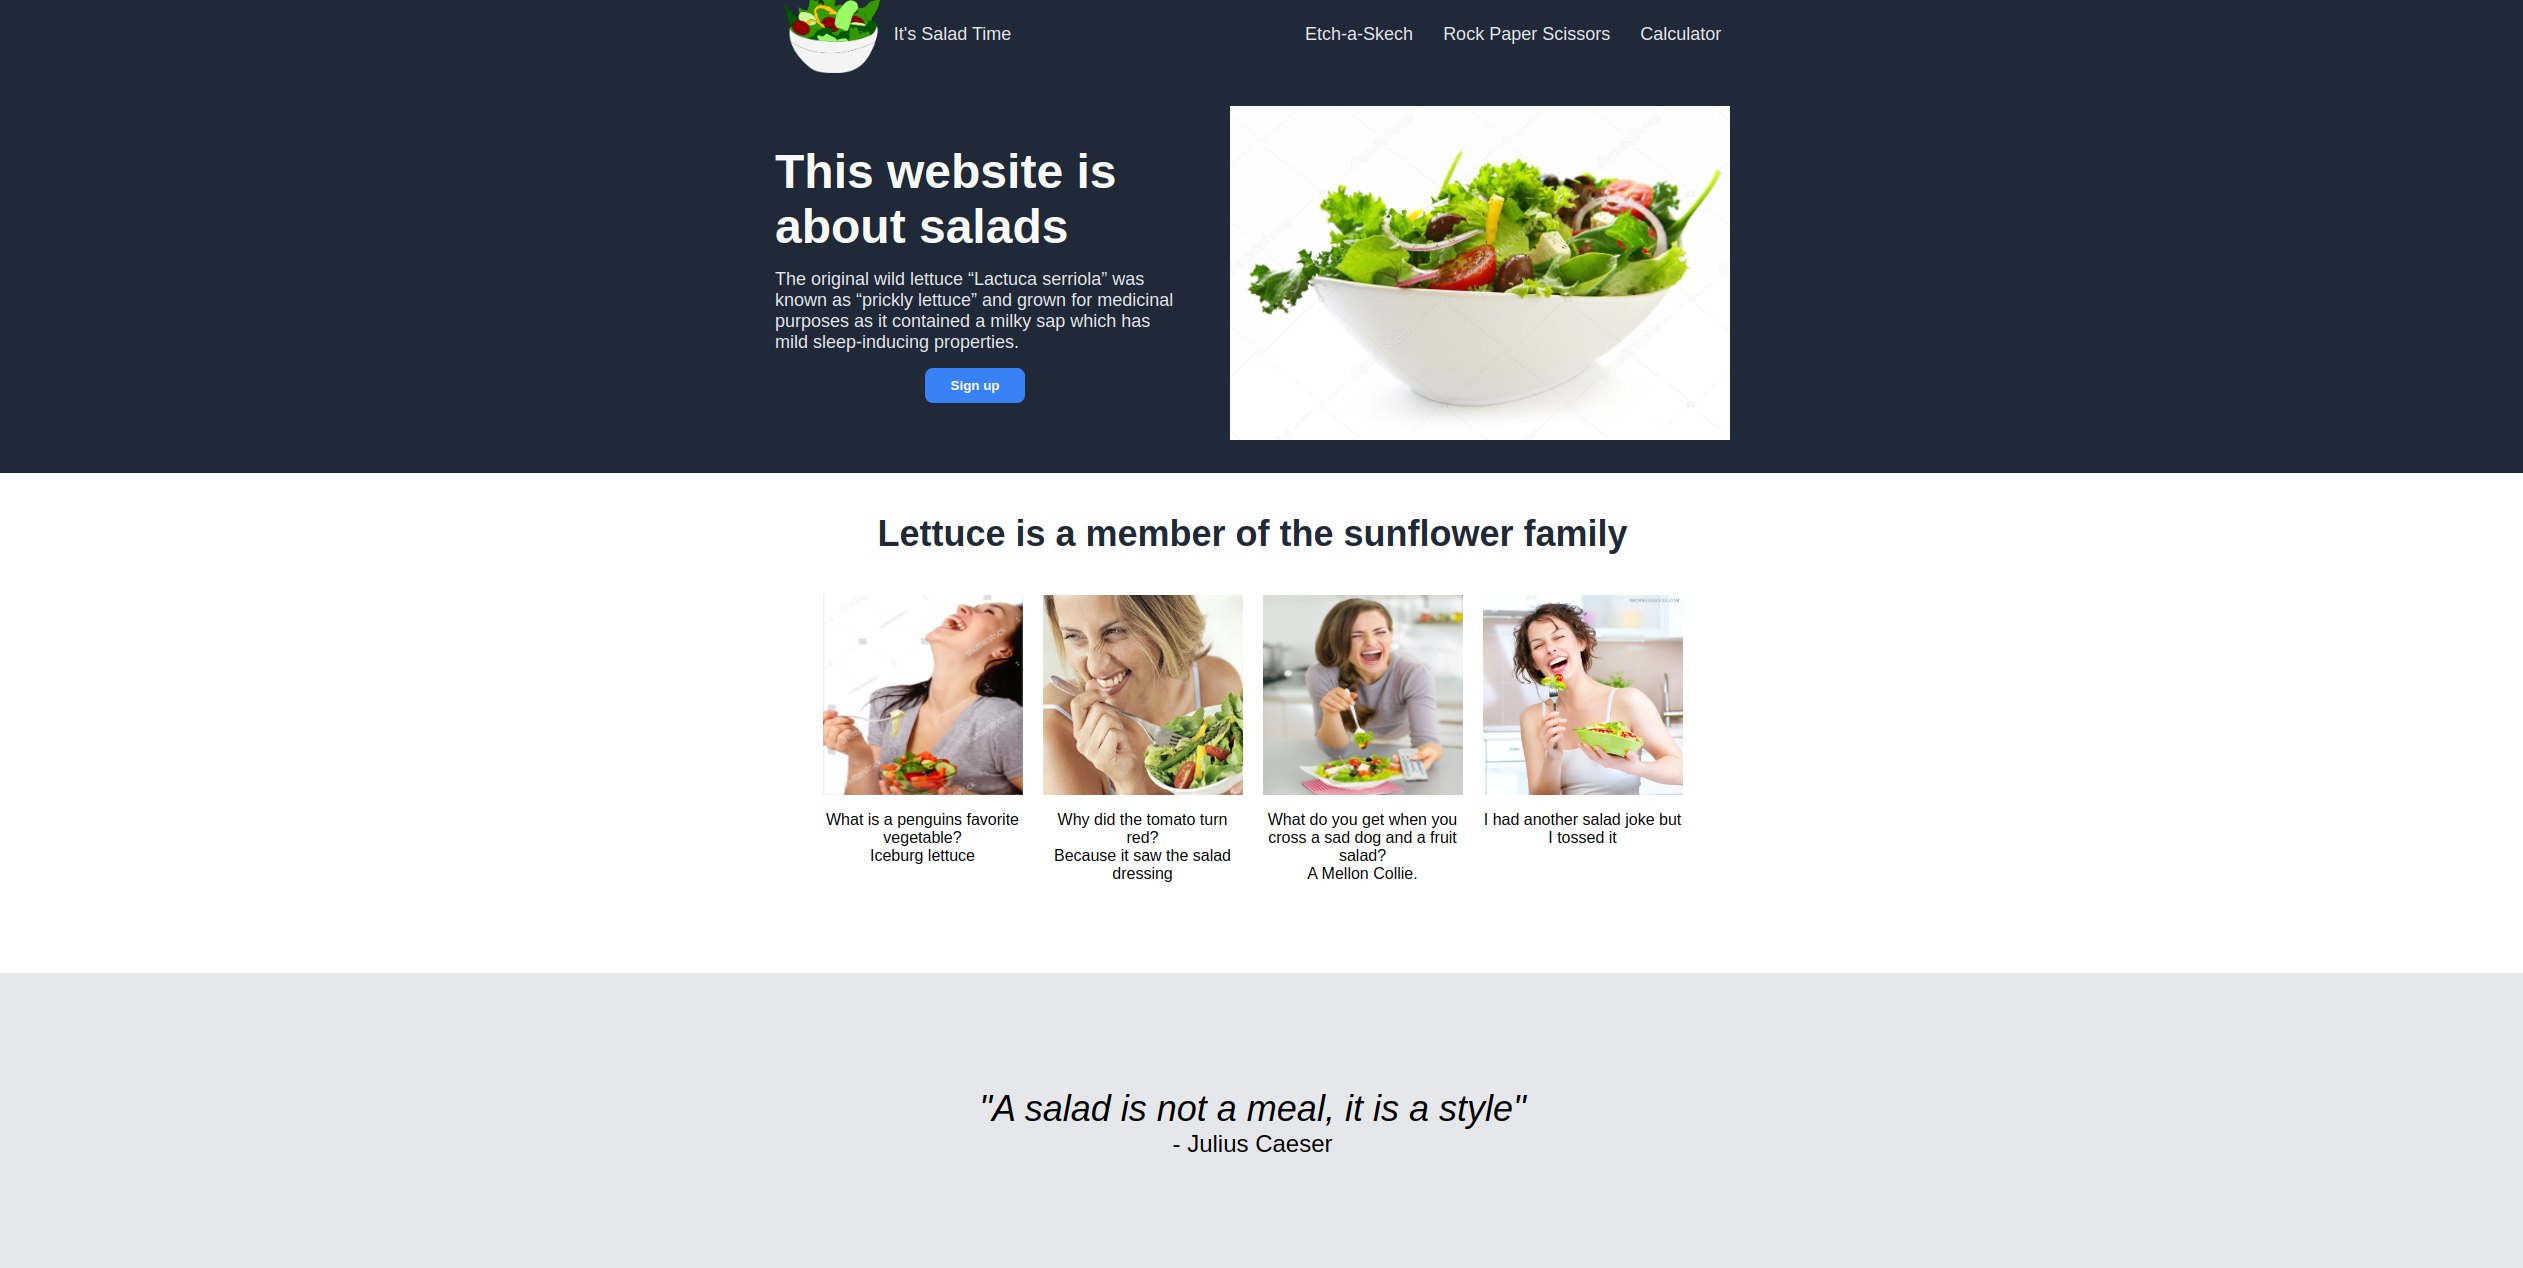 It's Salad Time
Etch-a-Skech
Rock Paper Scissors
Calculator
This website is
about salads
The original wild lettuce “Lactuca serriola” was
known as “prickly lettuce” and grown for medicinal
purposes as it contained a milky sap which has
mild sleep-inducing properties.
Sign up
Lettuce is a member of the sunflower family
What is a penguins favorite
vegetable?
Iceburg lettuce
Why did the tomato turn
red?
Because it saw the salad
dressing
What do you get when you
cross a sad dog and a fruit
salad?
A Mellon Collie.
I had another salad joke but
I tossed it
"A salad is not a meal, it is a style"
- Julius Caeser